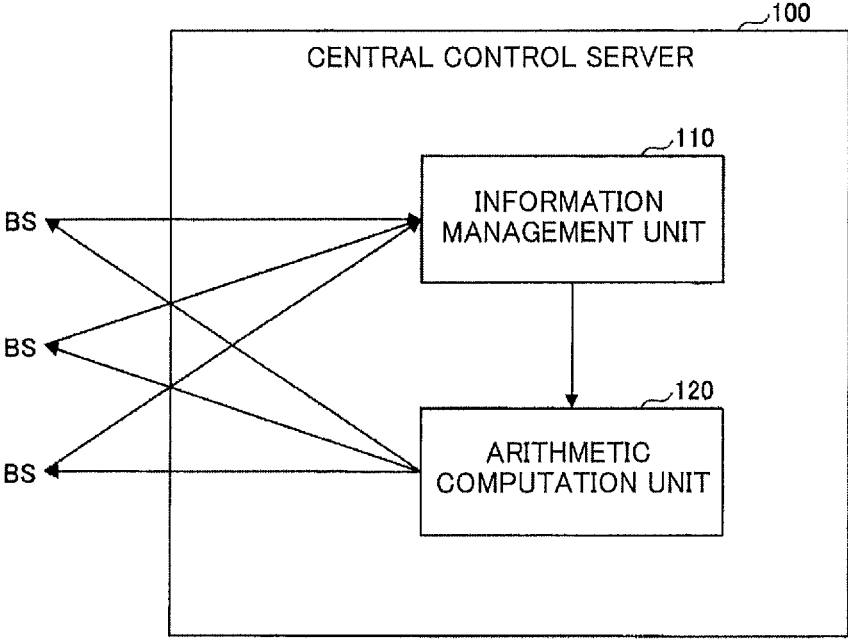 100
CENTRAL CONTROL SERVER
110
INFORMATION
MANAGEMENT UNIT
BS
BS
120
ARITHMETIC
COMPUTATION UNIT
BS